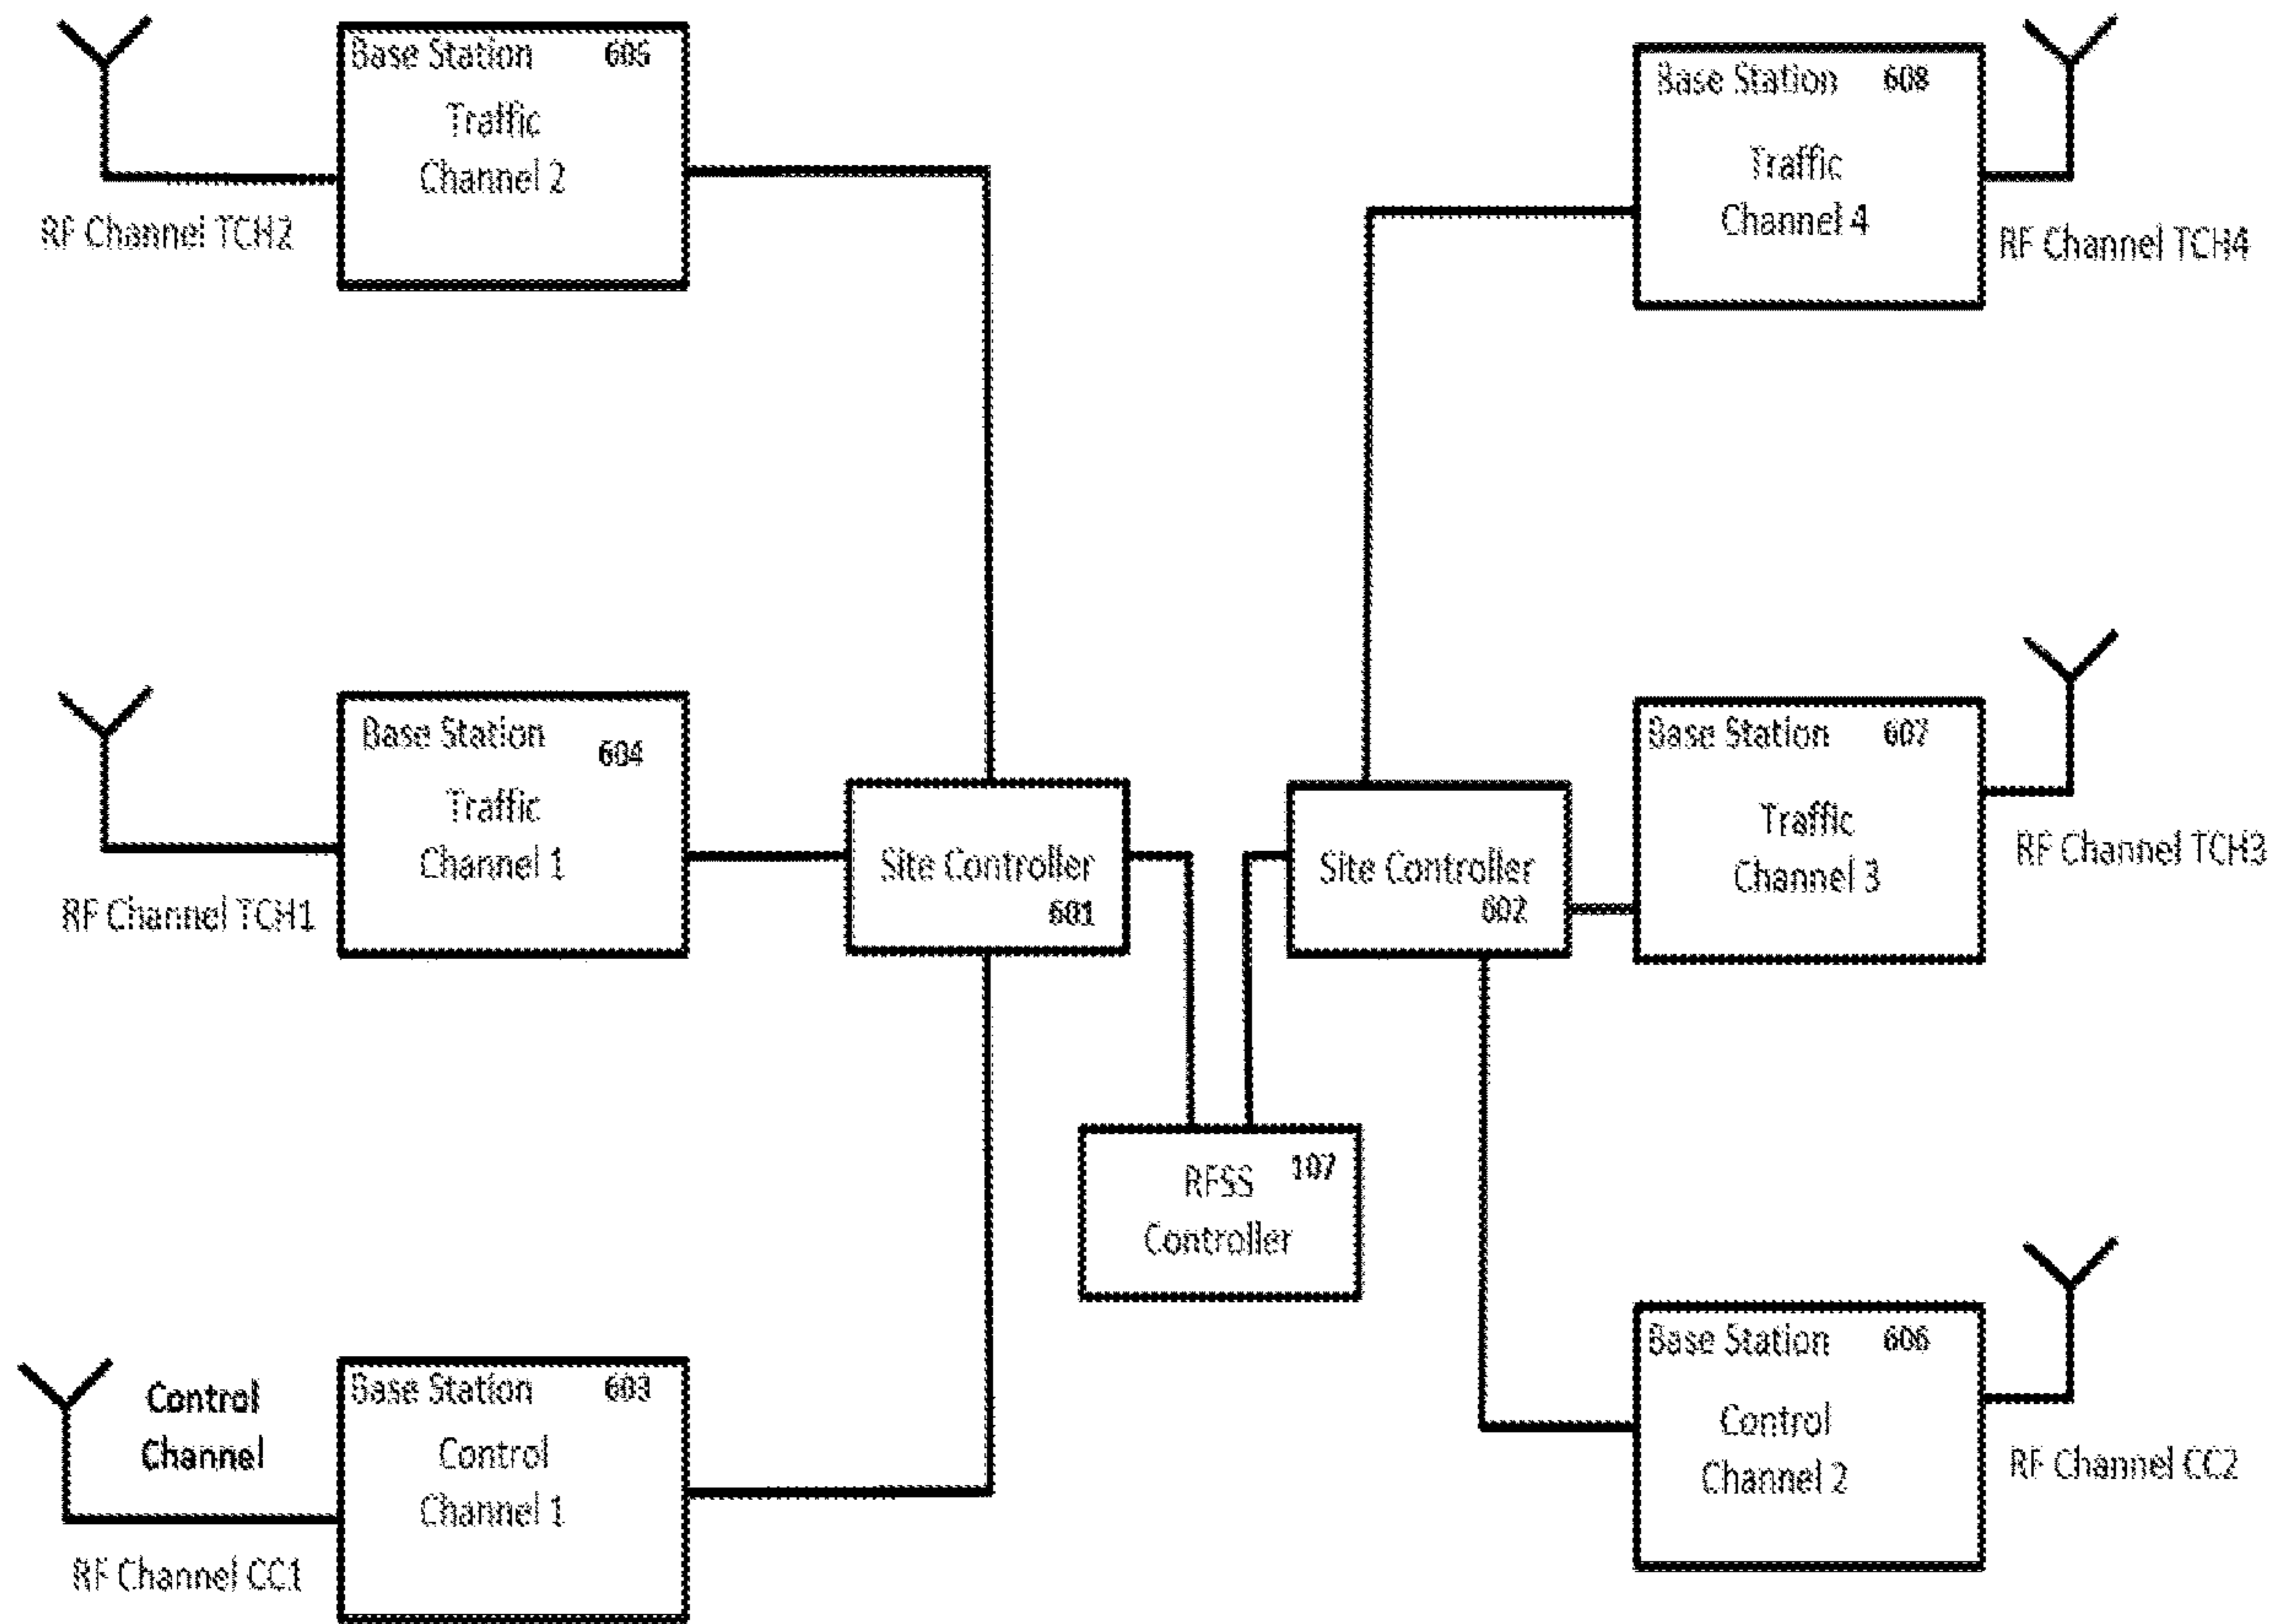 Base Station 605
Traffic
Channel 2
RF Channel TCH2
Base Station 608
Traffic
Channel 4
RF Channel TCH4
Base Station 604
Traffic
Channel 1
RF Channel TCH1
Site Controller
601
Site Controller
602
Base Station 607
Traffic
Channel 3
RF Channel TCH3
RFSS 107
Controller
Control
Channel
Base Station 603
Control
Channel 1
RF Channel CC1
Base Station 606
Control
Channel 2
RF Channel CC2